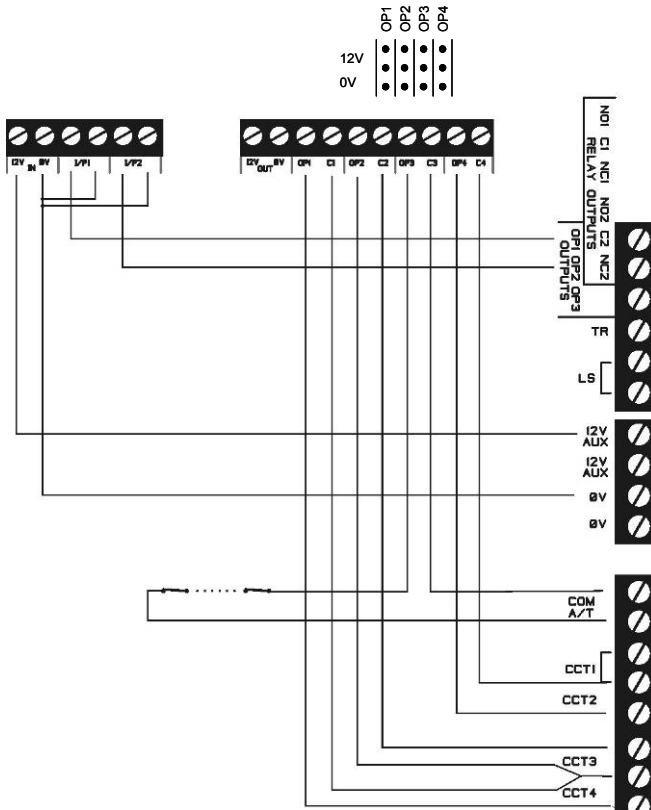 OP1 OP2 OP3 OP4
12V
0V
12V 0V I/P1 I/P2
IN
12V 0V OP1 C1 OP2 C2 OP3 C3 OP4 C4
OUT
NO1 C1 NC1 NO2 C2 NC2
RELAY OUTPUTS
OP1 OP2 OP3
OUTPUTS
TR
LS
12V
AUX
12V
AUX
0V
0V
COM
A/T
CCT1
CCT2
CCT3
CCT4